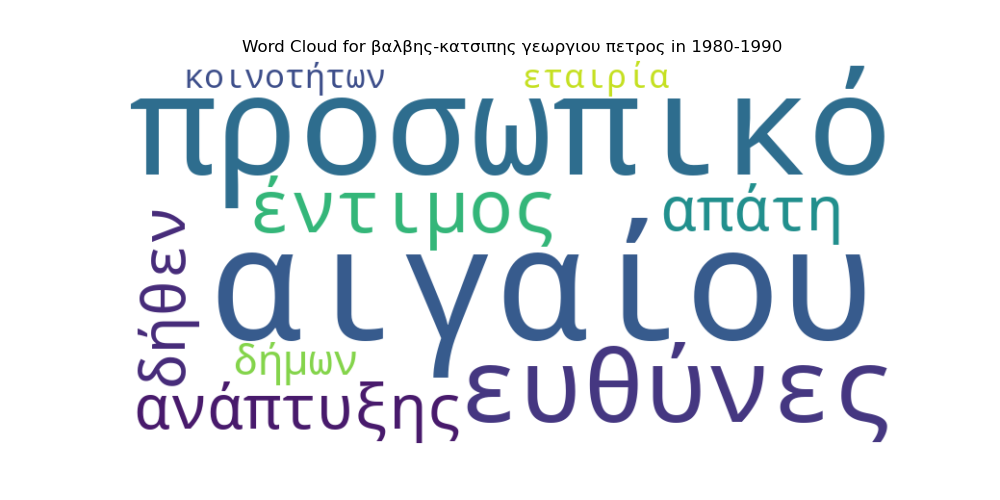 Word Cloud for βαλβης-κατσιπης γεωργιου πετρος in 1980-1990
κοινοτήτων εταιρία
προσωπικό
έντιμος απάτη
δήθεν
αιγαίου
δήμων
ευθύνες
ανάπτυξης